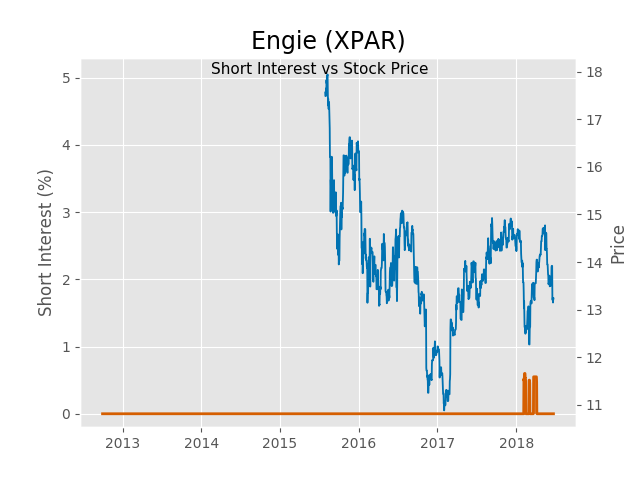 Engie (XPAR)
Short Interest vs Stock Price
Short Interest (%)
5
4
3
2
1
0
18
17
16
15
14
13
12
11
Price
2013 2014 2015 2016 2017 2018